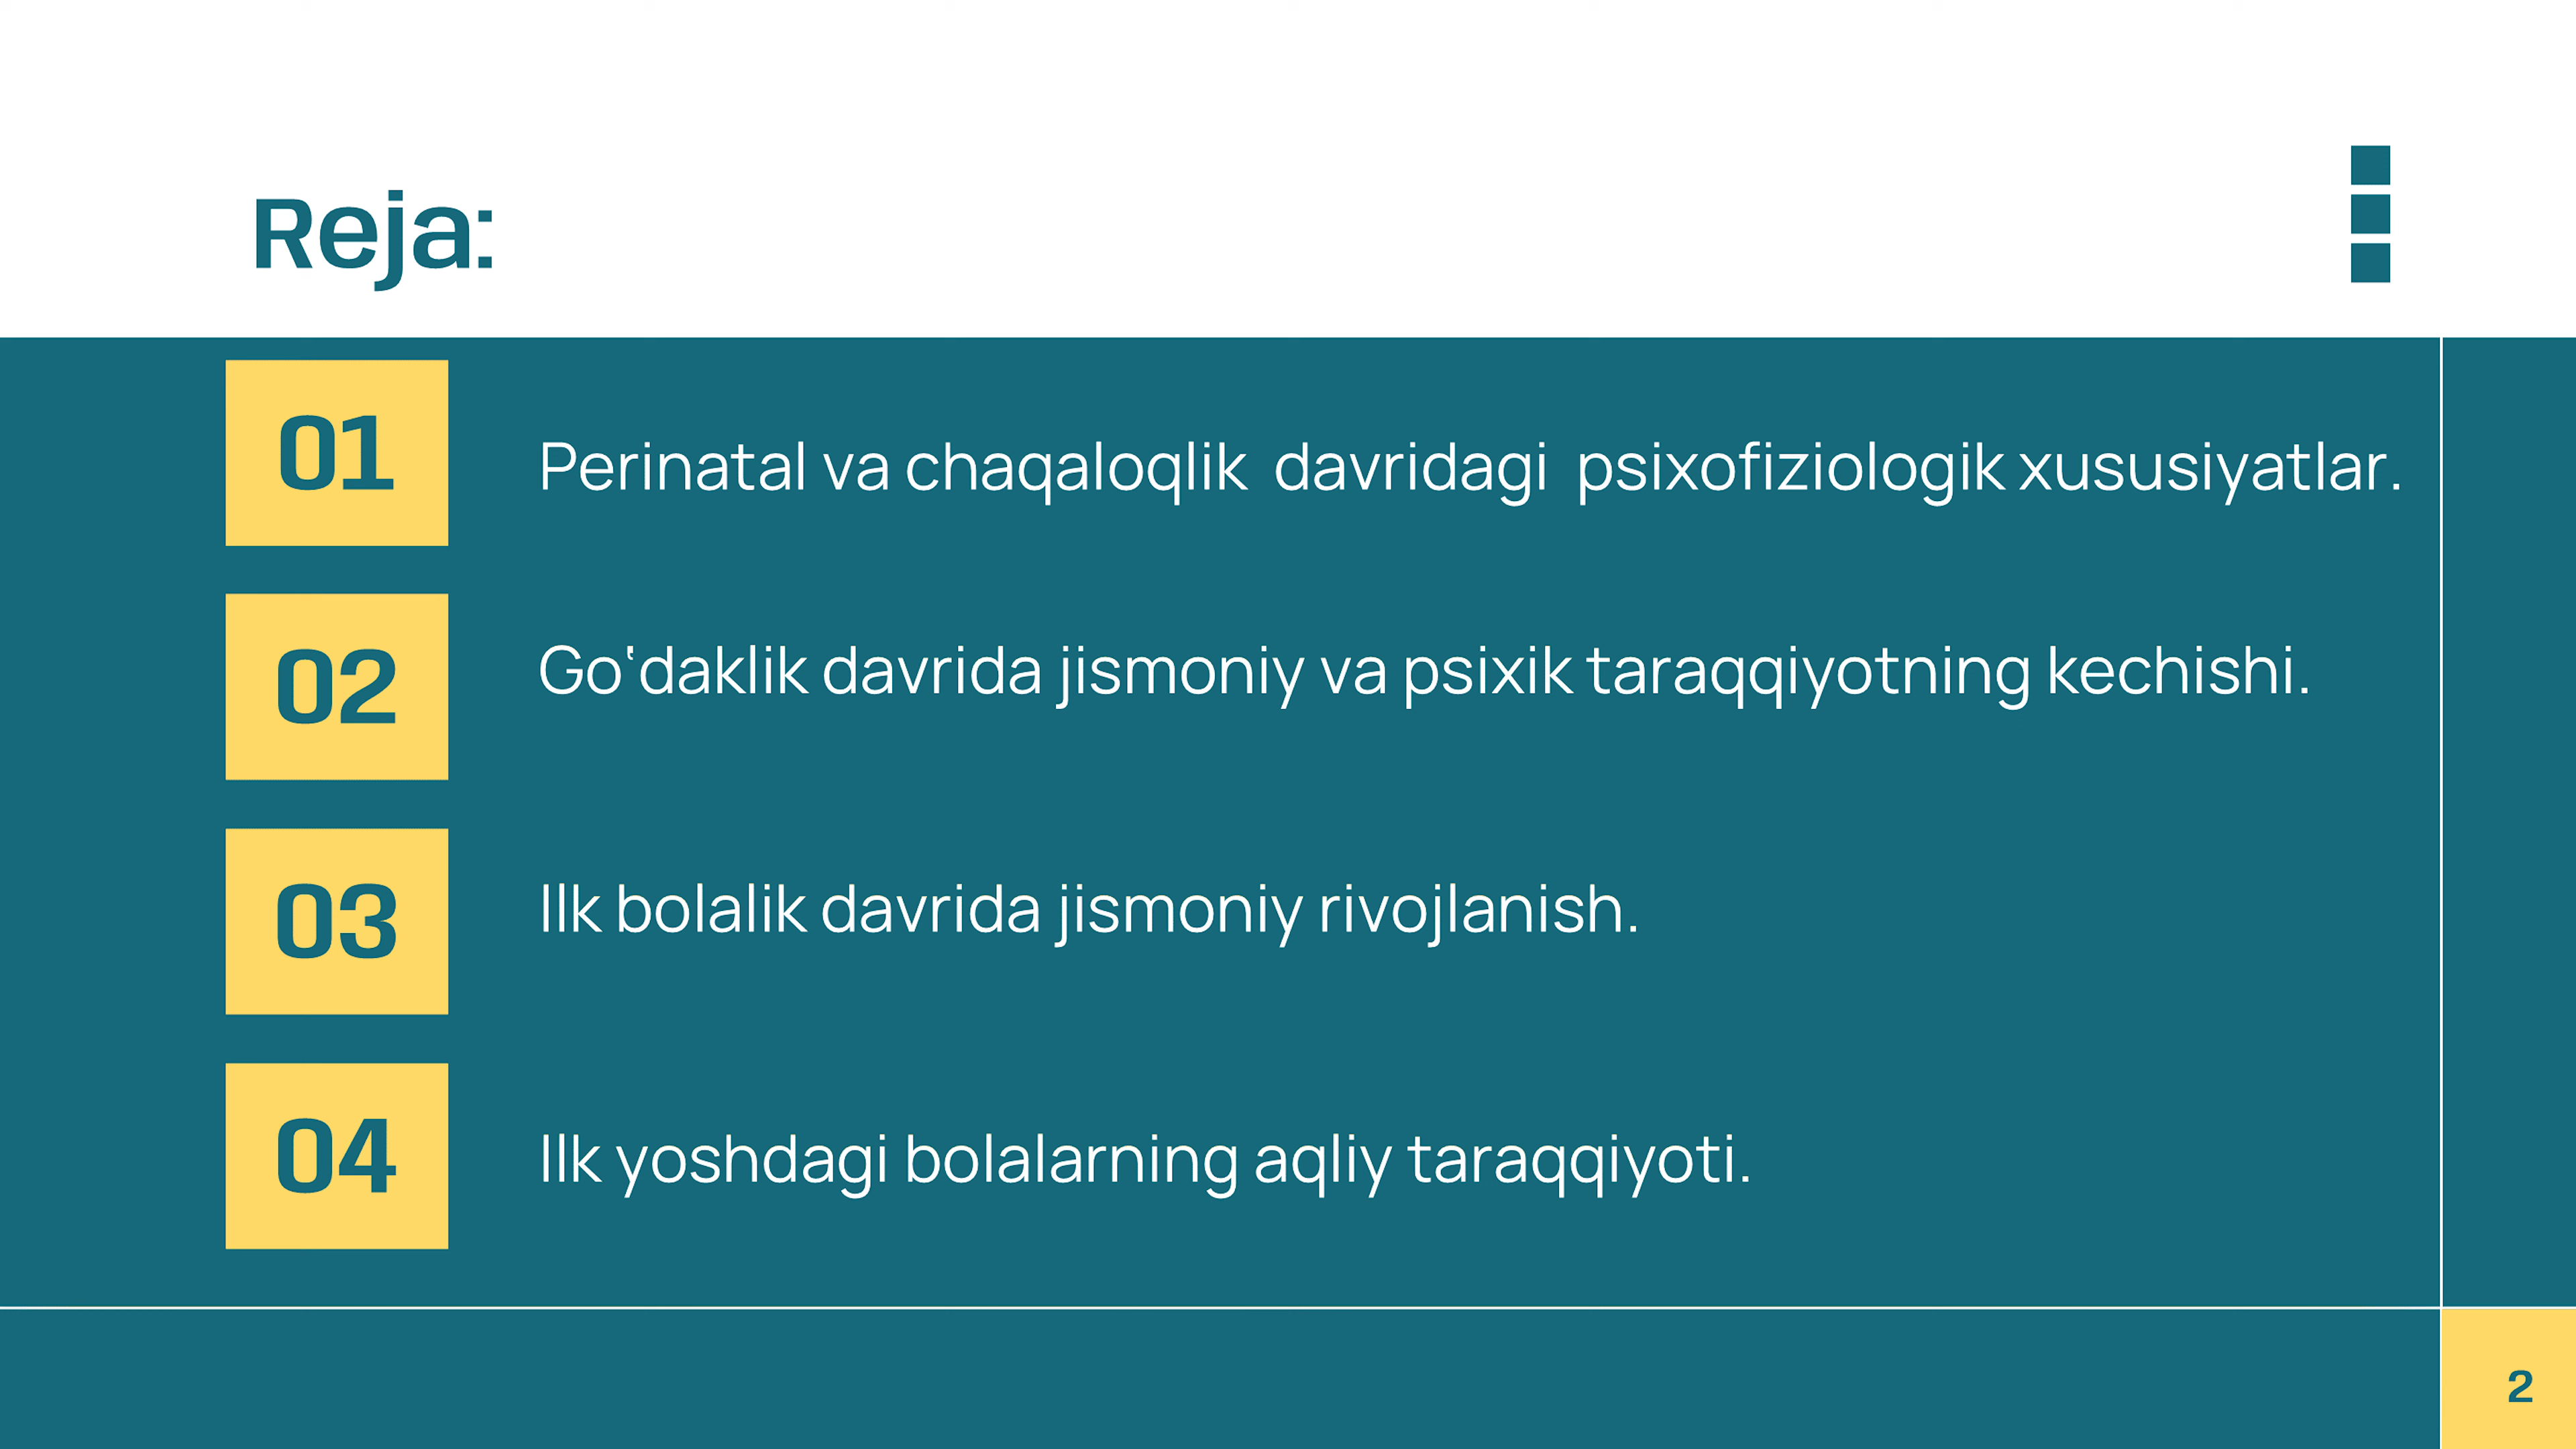 Reja:
01
Perinatal va chaqaloqlik davridagi psixofiziologik xususiyatlar.
02
Go‛daklik davrida jismoniy va psixik taraqqiyotning kechishi.
03
Ilk bolalik davrida jismoniy rivojlanish.
04
Ilk yoshdagi bolalarning aqliy taraqqiyoti.
2